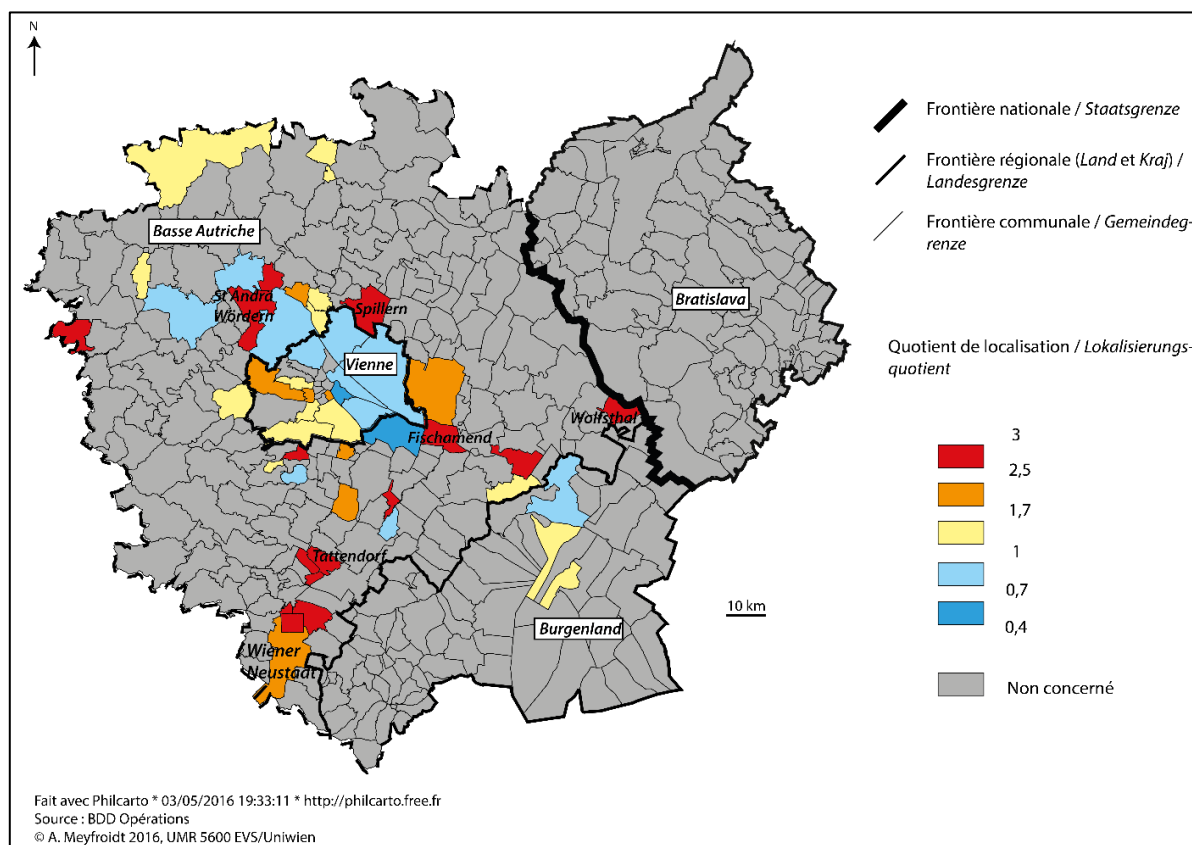 N
Frontière nationale / Staatsgrenze
Frontière régionale (Land et Kraj) /
Landesgrenze
Frontière communale / Gemeindeg-
renze
Basse Autriche
St Andrä
Wördern
Spillern
Vienne
Bratislava
Wolfsthal
Fischamend
Tattendorf
Wiener
Neustadt
Burgenland
10 km
Quotient de localisation / Lokalisierungs-
quotient
3
2,5
1,7
1
0,7
0,4
Non concerné
Fait avec Philcarto * 03/05/2016 19:33:11 * http://philcarto.free.fr
Source : BDD Opérations
© A. Meyfroidt 2016, UMR 5600 EVS/Uniwien